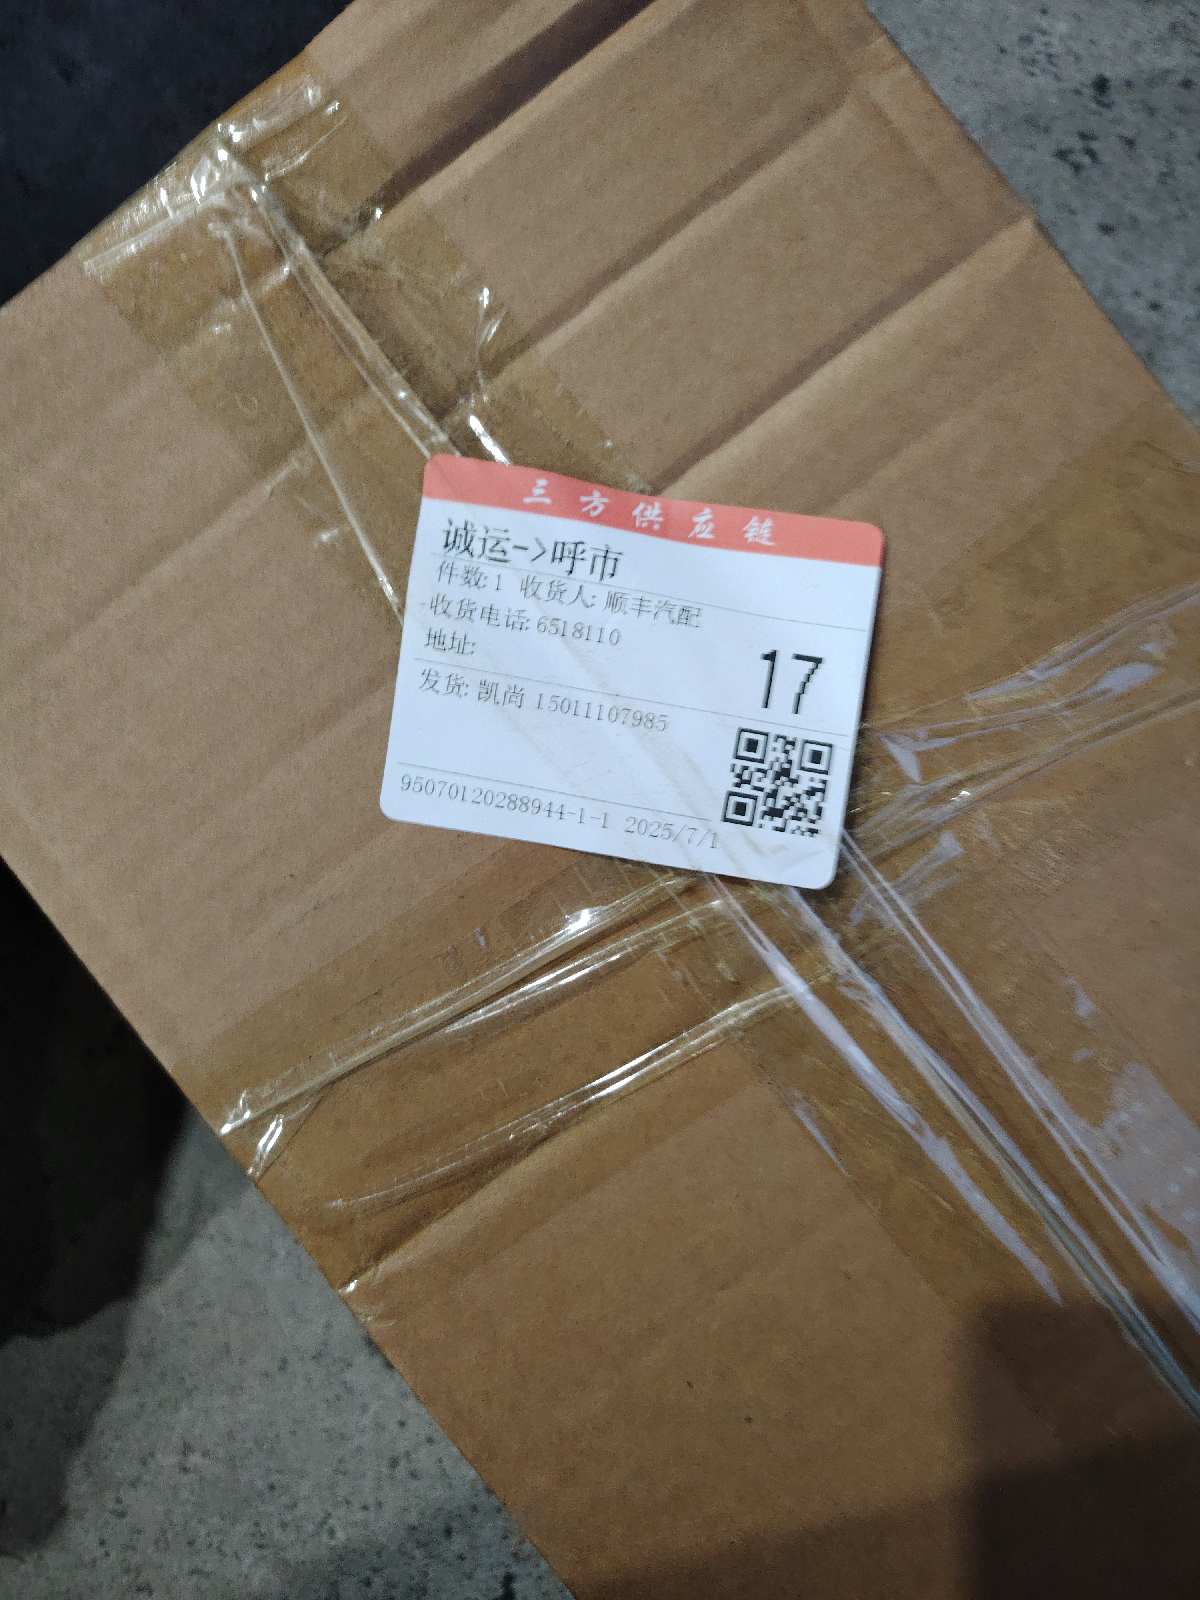 三方供应链
诚运->呼市
件数:1 收货人:顺丰汽配
收货电话:6518110
地址:
17
发货:凯尚 15011107985
95070120288944-1-1 2025/7/1